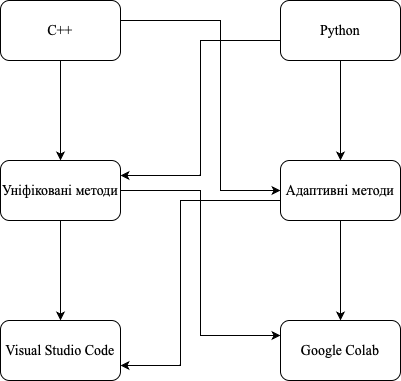 C++
Python
Уніфіковані методи
Адаптивні методи
Visual Studio Code
Google Colab